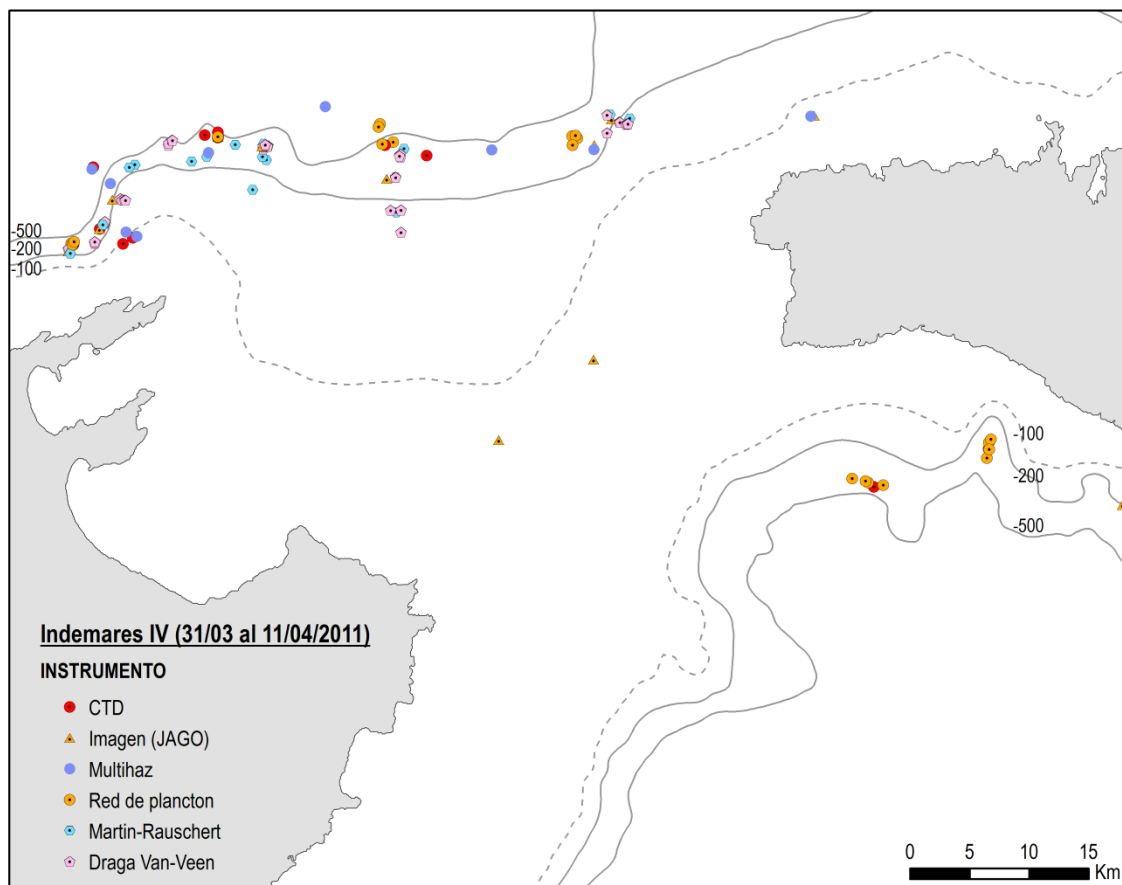 -500
-200
-100
-100
-200
-500
Indemares IV (31/03 al 11/04/2011)
INSTRUMENTO
CTD
Imagen (JAGO)
Multihaz
Red de plancton
Martin-Rauschert
Draga Van-Veen
0 5 10 15
Km